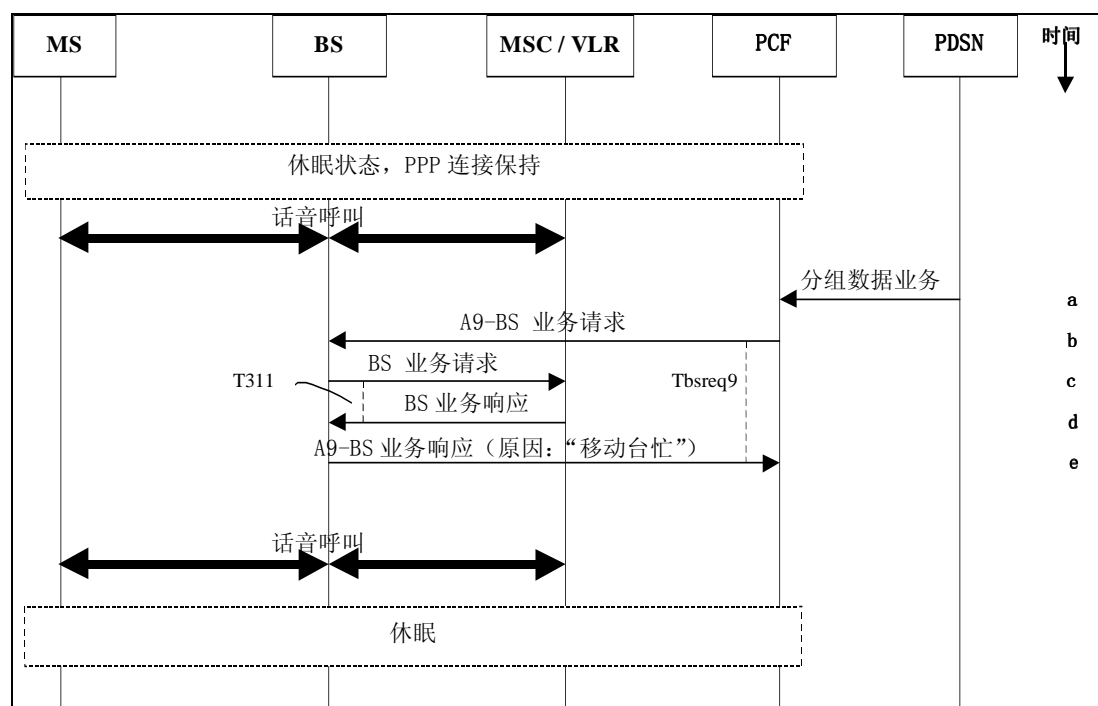 MS BS MSC / VLR PCF PDSN 时间
休眠状态，PPP 连接保持
话音呼叫
分组数据业务 a
A9-BS 业务请求 b
BS 业务请求 T311 Tbsreq9 c
BS 业务响应 d
A9-BS 业务响应（原因：“移动台忙”） e
话音呼叫
休眠